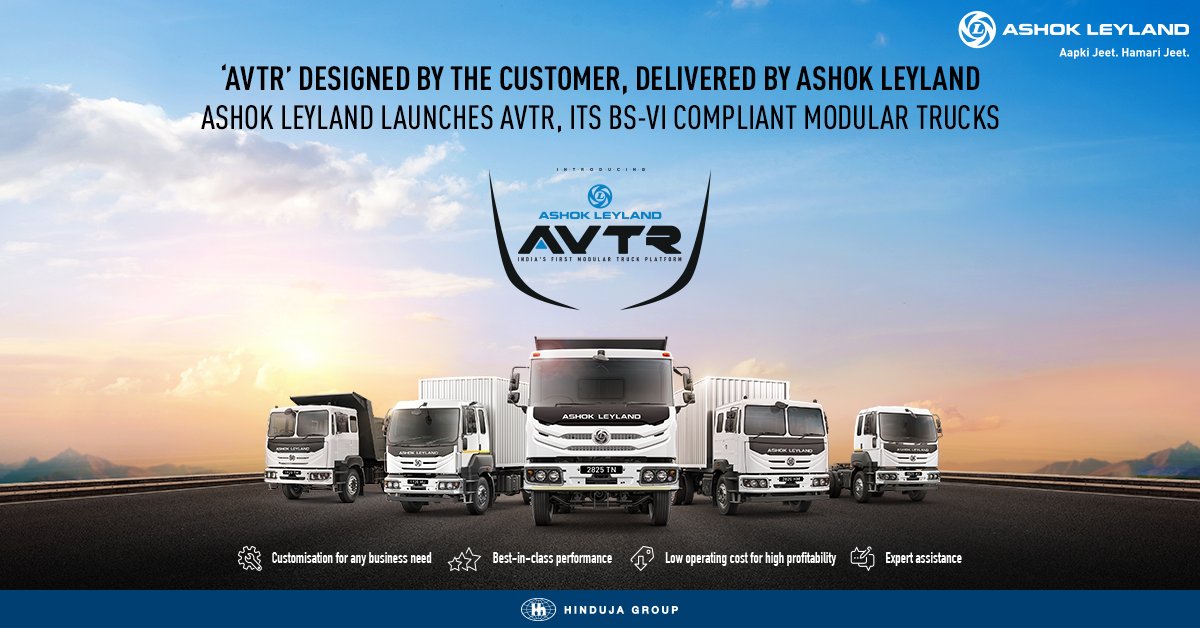 ASHOK LEYLAND
Aapki Jeet. Hamari Jeet.
‘AVTR’ DESIGNED BY THE CUSTOMER, DELIVERED BY ASHOK LEYLAND
ASHOK LEYLAND LAUNCHES AVTR, ITS BS-VI COMPLIANT MODULAR TRUCKS
INTRODUCING
ASHOK LEYLAND
AVTR
INDIA'S FIRST MODULAR TRUCK PLATFORM
ASHOK LEYLAND
2825 TN
ASHOK LEYLAND
ASHOK LEYLAND
ASHOK LEYLAND
ASHOK LEYLAND
Customisation for any business need
Best-in-class performance
Low operating cost for high profitability
Expert assistance
HINDUJA GROUP